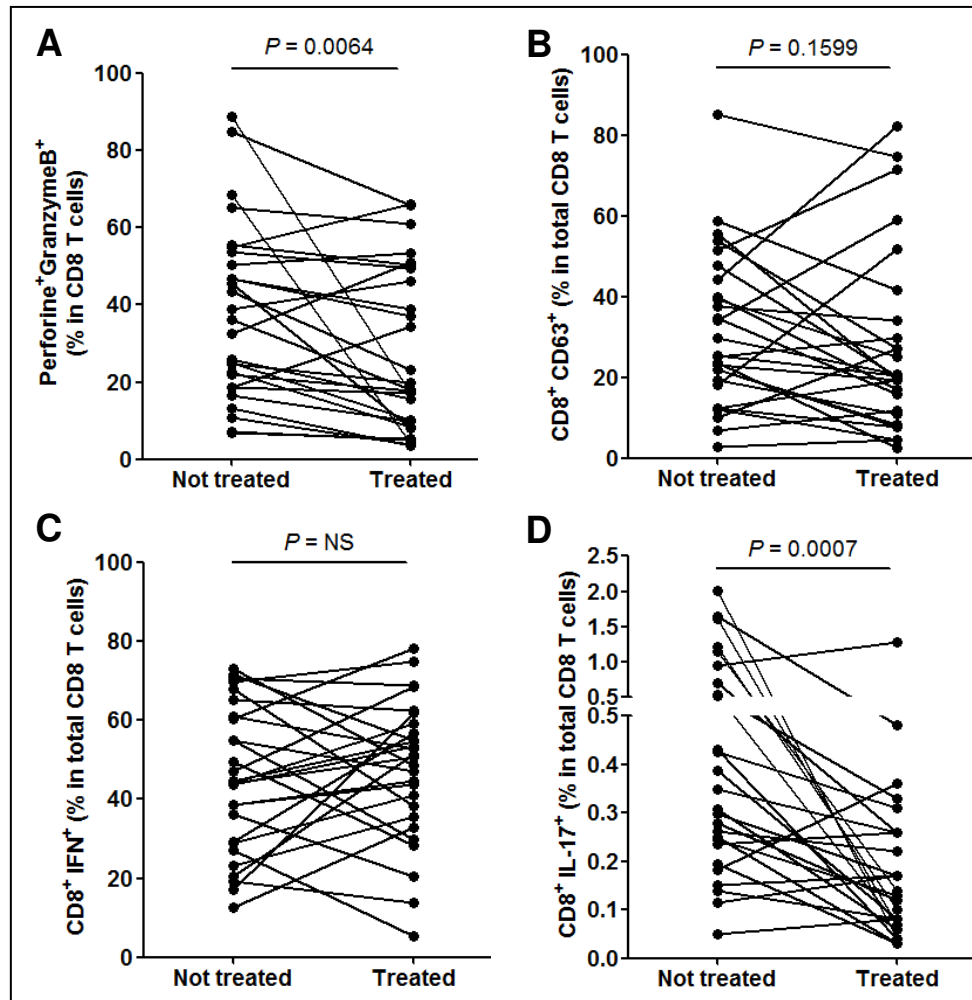 A
P = 0.0064
Perforine⁺GranzymeB⁺
(% in CD8 T cells)
100
80
60
40
20
0
Not treated Treated
B
P = 0.1599
CD8⁺ CD63⁺ (% in total CD8 T cells)
100
80
60
40
20
0
Not treated Treated
C
P = NS
CD8⁺ IFN⁺ (% in total CD8 T cells)
100
80
60
40
20
0
Not treated Treated
D
P = 0.0007
CD8⁺ IL-17⁺ (% in total CD8 T cells)
2.5
2.0
1.5
1.0
0.5
0.5
0.4
0.3
0.2
0.1
0.0
Not treated Treated